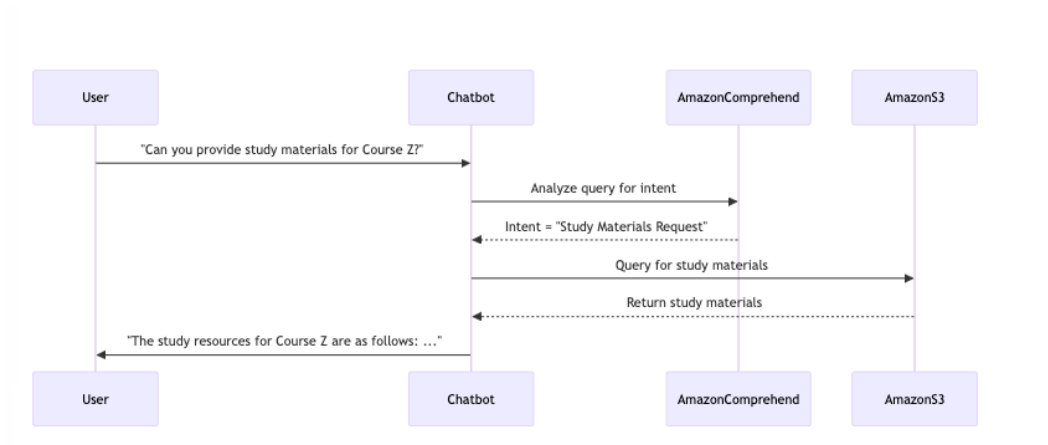 User Chatbot AmazonComprehend AmazonS3
"Can you provide study materials for Course Z?"
Analyze query for intent
Intent = "Study Materials Request"
Query for study materials
Return study materials
"The study resources for Course Z are as follows: ..."
User Chatbot AmazonComprehend AmazonS3